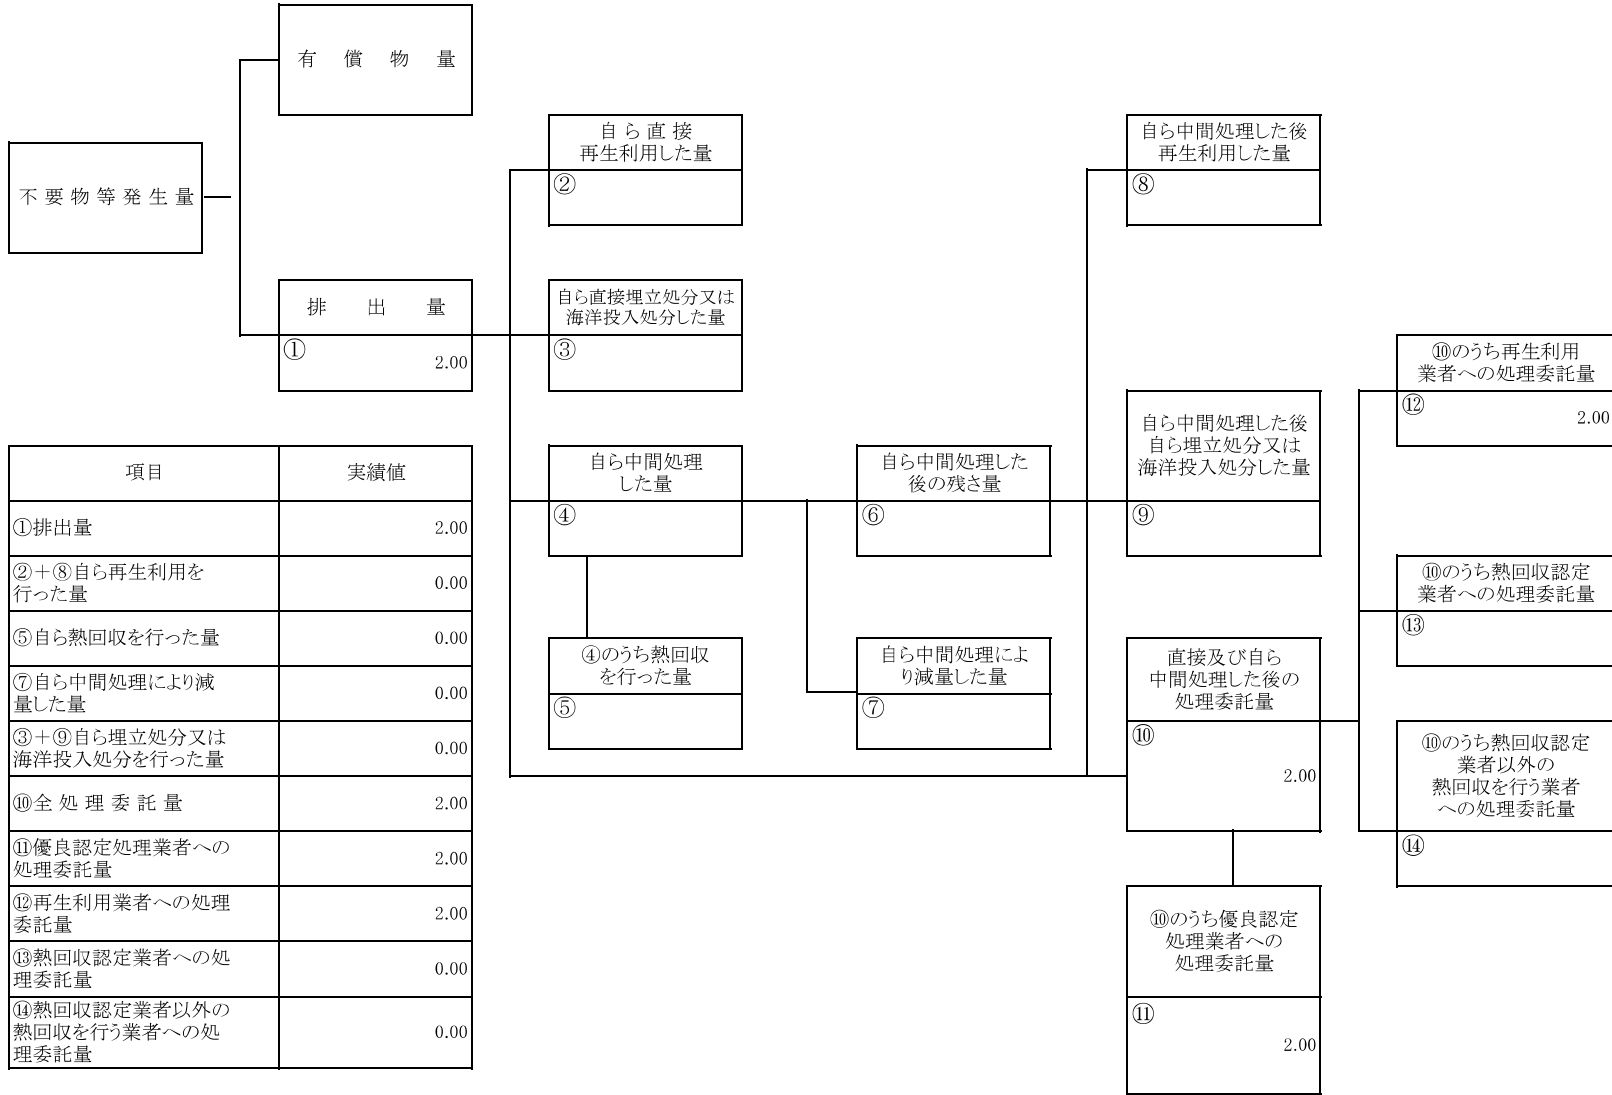 有償物量
不要物等発生量
排出量
①
2.00
自ら直接
再生利用した量
②
自ら直接埋立処分又は
海洋投入処分した量
③
自ら中間処理
した量
④
④のうち熱回収
を行った量
⑤
自ら中間処理した
後の残さ量
⑥
自ら中間処理によ
り減量した量
⑦
自ら中間処理した後
再生利用した量
⑧
自ら中間処理した後
自ら埋立処分又は
海洋投入処分した量
⑨
直接及び自ら
中間処理した後の
処理委託量
⑩
2.00
⑩のうち優良認定
処理業者への
処理委託量
⑪
2.00
⑩のうち再生利用
業者への処理委託量
⑫
2.00
⑩のうち熱回収認定
業者への処理委託量
⑬
⑩のうち熱回収認定
業者以外の
熱回収を行う業者
への処理委託量
⑭
項目 実績値
①排出量 2.00
②＋⑧自ら再生利用を
行った量 0.00
⑤自ら熱回収を行った量 0.00
⑦自ら中間処理により減
量した量 0.00
③＋⑨自ら埋立処分又は
海洋投入処分を行った量 0.00
⑩全処理委託量 2.00
⑪優良認定処理業者への
処理委託量 2.00
⑫再生利用業者への処理
委託量 2.00
⑬熱回収認定業者への処
理委託量 0.00
⑭熱回収認定業者以外の
熱回収を行う業者への処 0.00
理委託量